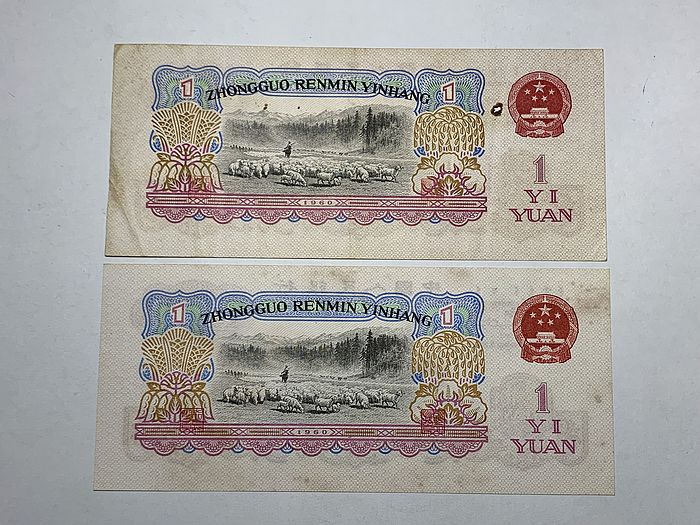 1 ZHONGGUO RENMIN YINHANG 1
1960
1
YI
YUAN
1 ZHONGGUO RENMIN YINHANG 1
1960
1
YI
YUAN